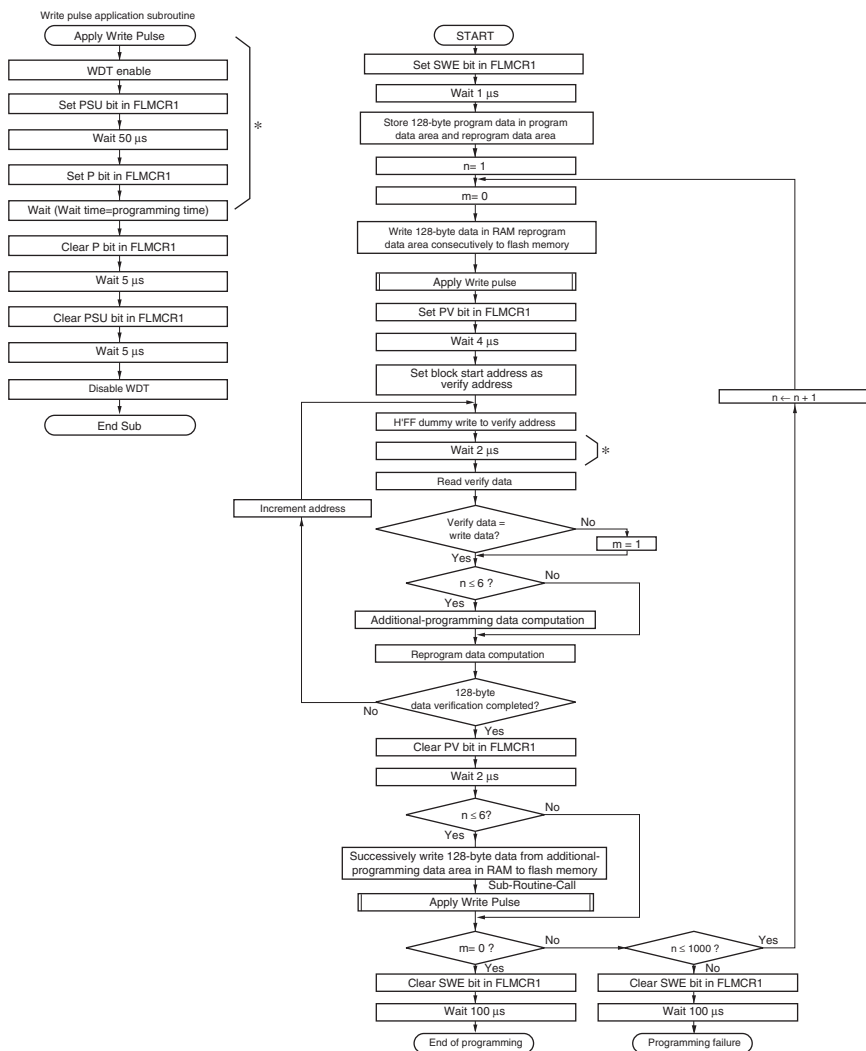 Write pulse application subroutine
Apply Write Pulse
WDT enable
Set PSU bit in FLMCR1
Wait 50 μs
Set P bit in FLMCR1
Wait (Wait time=programming time)
Clear P bit in FLMCR1
Wait 5 μs
Clear PSU bit in FLMCR1
Wait 5 μs
Disable WDT
End Sub
*
START
Set SWE bit in FLMCR1
Wait 1 μs
Store 128-byte program data in program
data area and reprogram data area
n= 1
m= 0
Write 128-byte data in RAM reprogram
data area consecutively to flash memory
Apply Write pulse
Set PV bit in FLMCR1
Wait 4 μs
Set block start address as
verify address
n ← n + 1
H'FF dummy write to verify address
Wait 2 μs
*
Read verify data
Increment address
Verify data =
write data?
No
m = 1
Yes
n ≤ 6 ?
No
Yes
Additional-programming data computation
Reprogram data computation
128-byte
data verification completed?
No
Yes
Clear PV bit in FLMCR1
Wait 2 μs
n ≤ 6?
No
Yes
Successively write 128-byte data from additional-
programming data area in RAM to flash memory
Sub-Routine-Call
Apply Write Pulse
m= 0 ?
No
n ≤ 1000 ?
Yes
Yes
No
Clear SWE bit in FLMCR1
Clear SWE bit in FLMCR1
Wait 100 μs
Wait 100 μs
End of programming
Programming failure